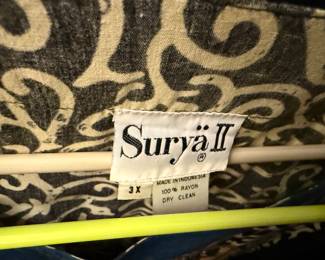 Suryä II
®
MADE IN INDONESIA
3X
100% RAYON
DRY CLEAN